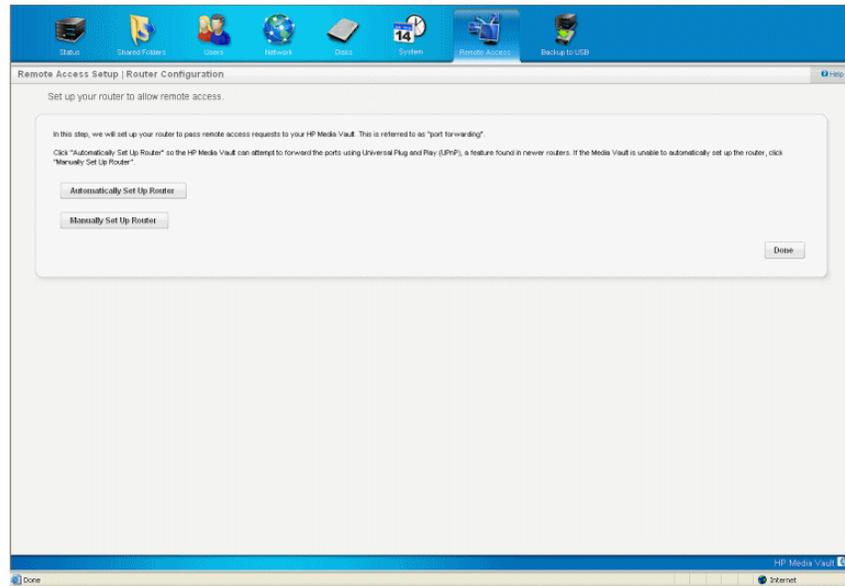 Status
Shared Folders
Users
Network
Disks
14
System
Remote Access
Backup to USB
Remote Access Setup | Router Configuration
Help
Set up your router to allow remote access.
In this step, we will set up your router to pass remote access requests to your HP Media Vault. This is referred to as "port forwarding".
Click "Automatically Set Up Router" so the HP Media Vault can attempt to forward the ports using Universal Plug and Play (UPnP), a feature found in newer routers. If the Media Vault is unable to automatically set up the router, click
"Manually Set Up Router".
Automatically Set Up Router
Manually Set Up Router
Done
HP Media Vault
Done
Internet